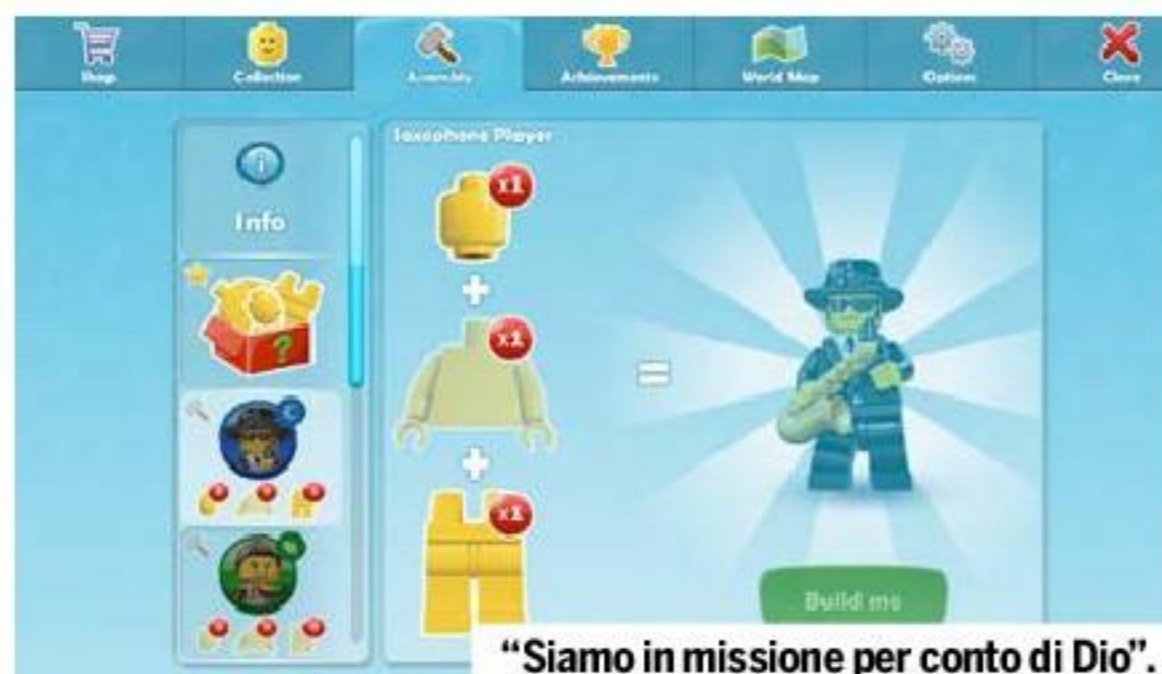 Shop
Collection
Assembly
Achievements
World Map
Options
Close
Info
Saxophone Player
x1
?
x1
x1
Build me
“Siamo in missione per conto di Dio”.